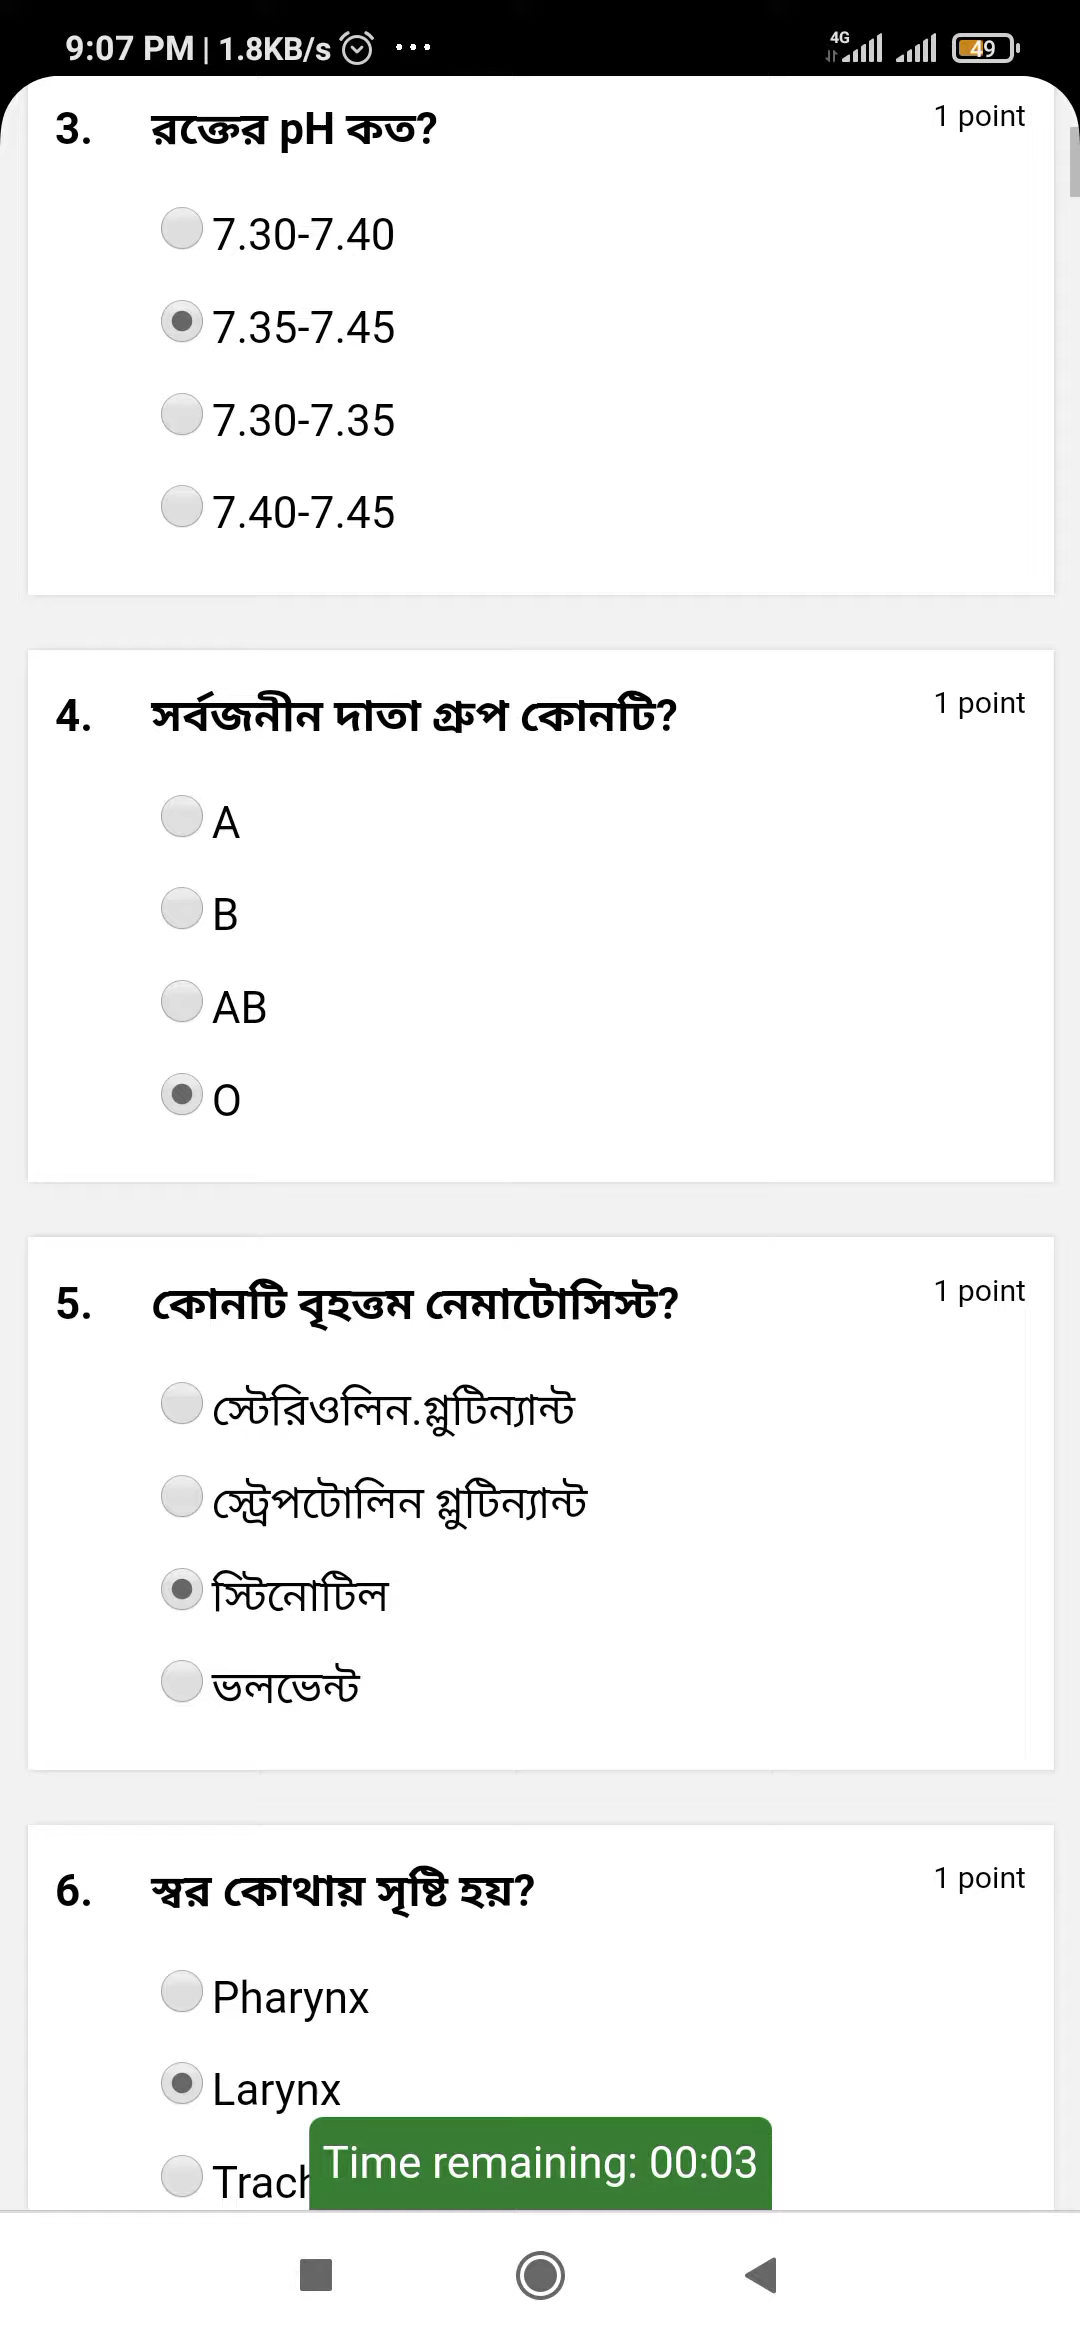 9:07 PM | 1.8KB/s ...
4G
49
3. রক্তের pH কত? 1 point
7.30-7.40
7.35-7.45
7.30-7.35
7.40-7.45
4. সর্বজনীন দাতা গ্রুপ কোনটি? 1 point
A
B
AB
O
5. কোনটি বৃহত্তম নেমাটোসিস্ট? 1 point
স্টেরিওলিন.গ্লুটিন্যান্ট
স্ট্রেপটোলিন গ্লুটিন্যান্ট
স্টিনোটিল
ভলভেন্ট
6. স্বর কোথায় সৃষ্টি হয়? 1 point
Pharynx
Larynx
Time remaining: 00:03